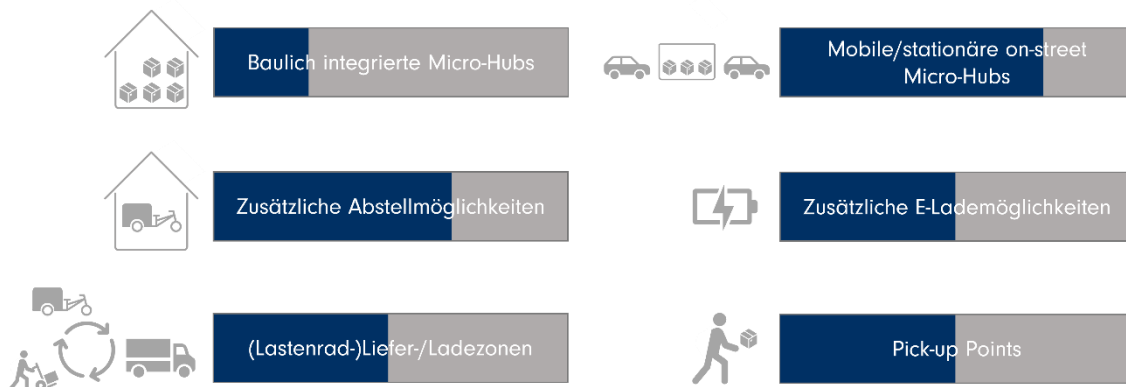 Baulich integrierte Micro-Hubs
Mobile/stationäre on-street
Micro-Hubs
Zusätzliche Abstellmöglichkeiten
Zusätzliche E-Lademöglichkeiten
(Lastenrad-)Liefer-/Ladezonen
Pick-up Points